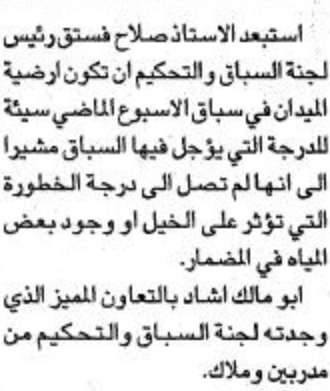 استبعد الاستاذ صلاح فستق رئيس
لجنة السباق والتحكيم ان تكون ارضية
الميدان في سباق الاسبوع الماضي سيئة
للدرجة التي يؤجل فيها السباق مشيرا
الى انها لم تصل الى درجة الخطورة
التي تؤثر على الخيل او وجود بعض
المياه في المضمار.
ابو مالك اشاد بالتعاون المميز الذي
وجدته لجنة السباق والتحكيم من
مدربين وملاك.